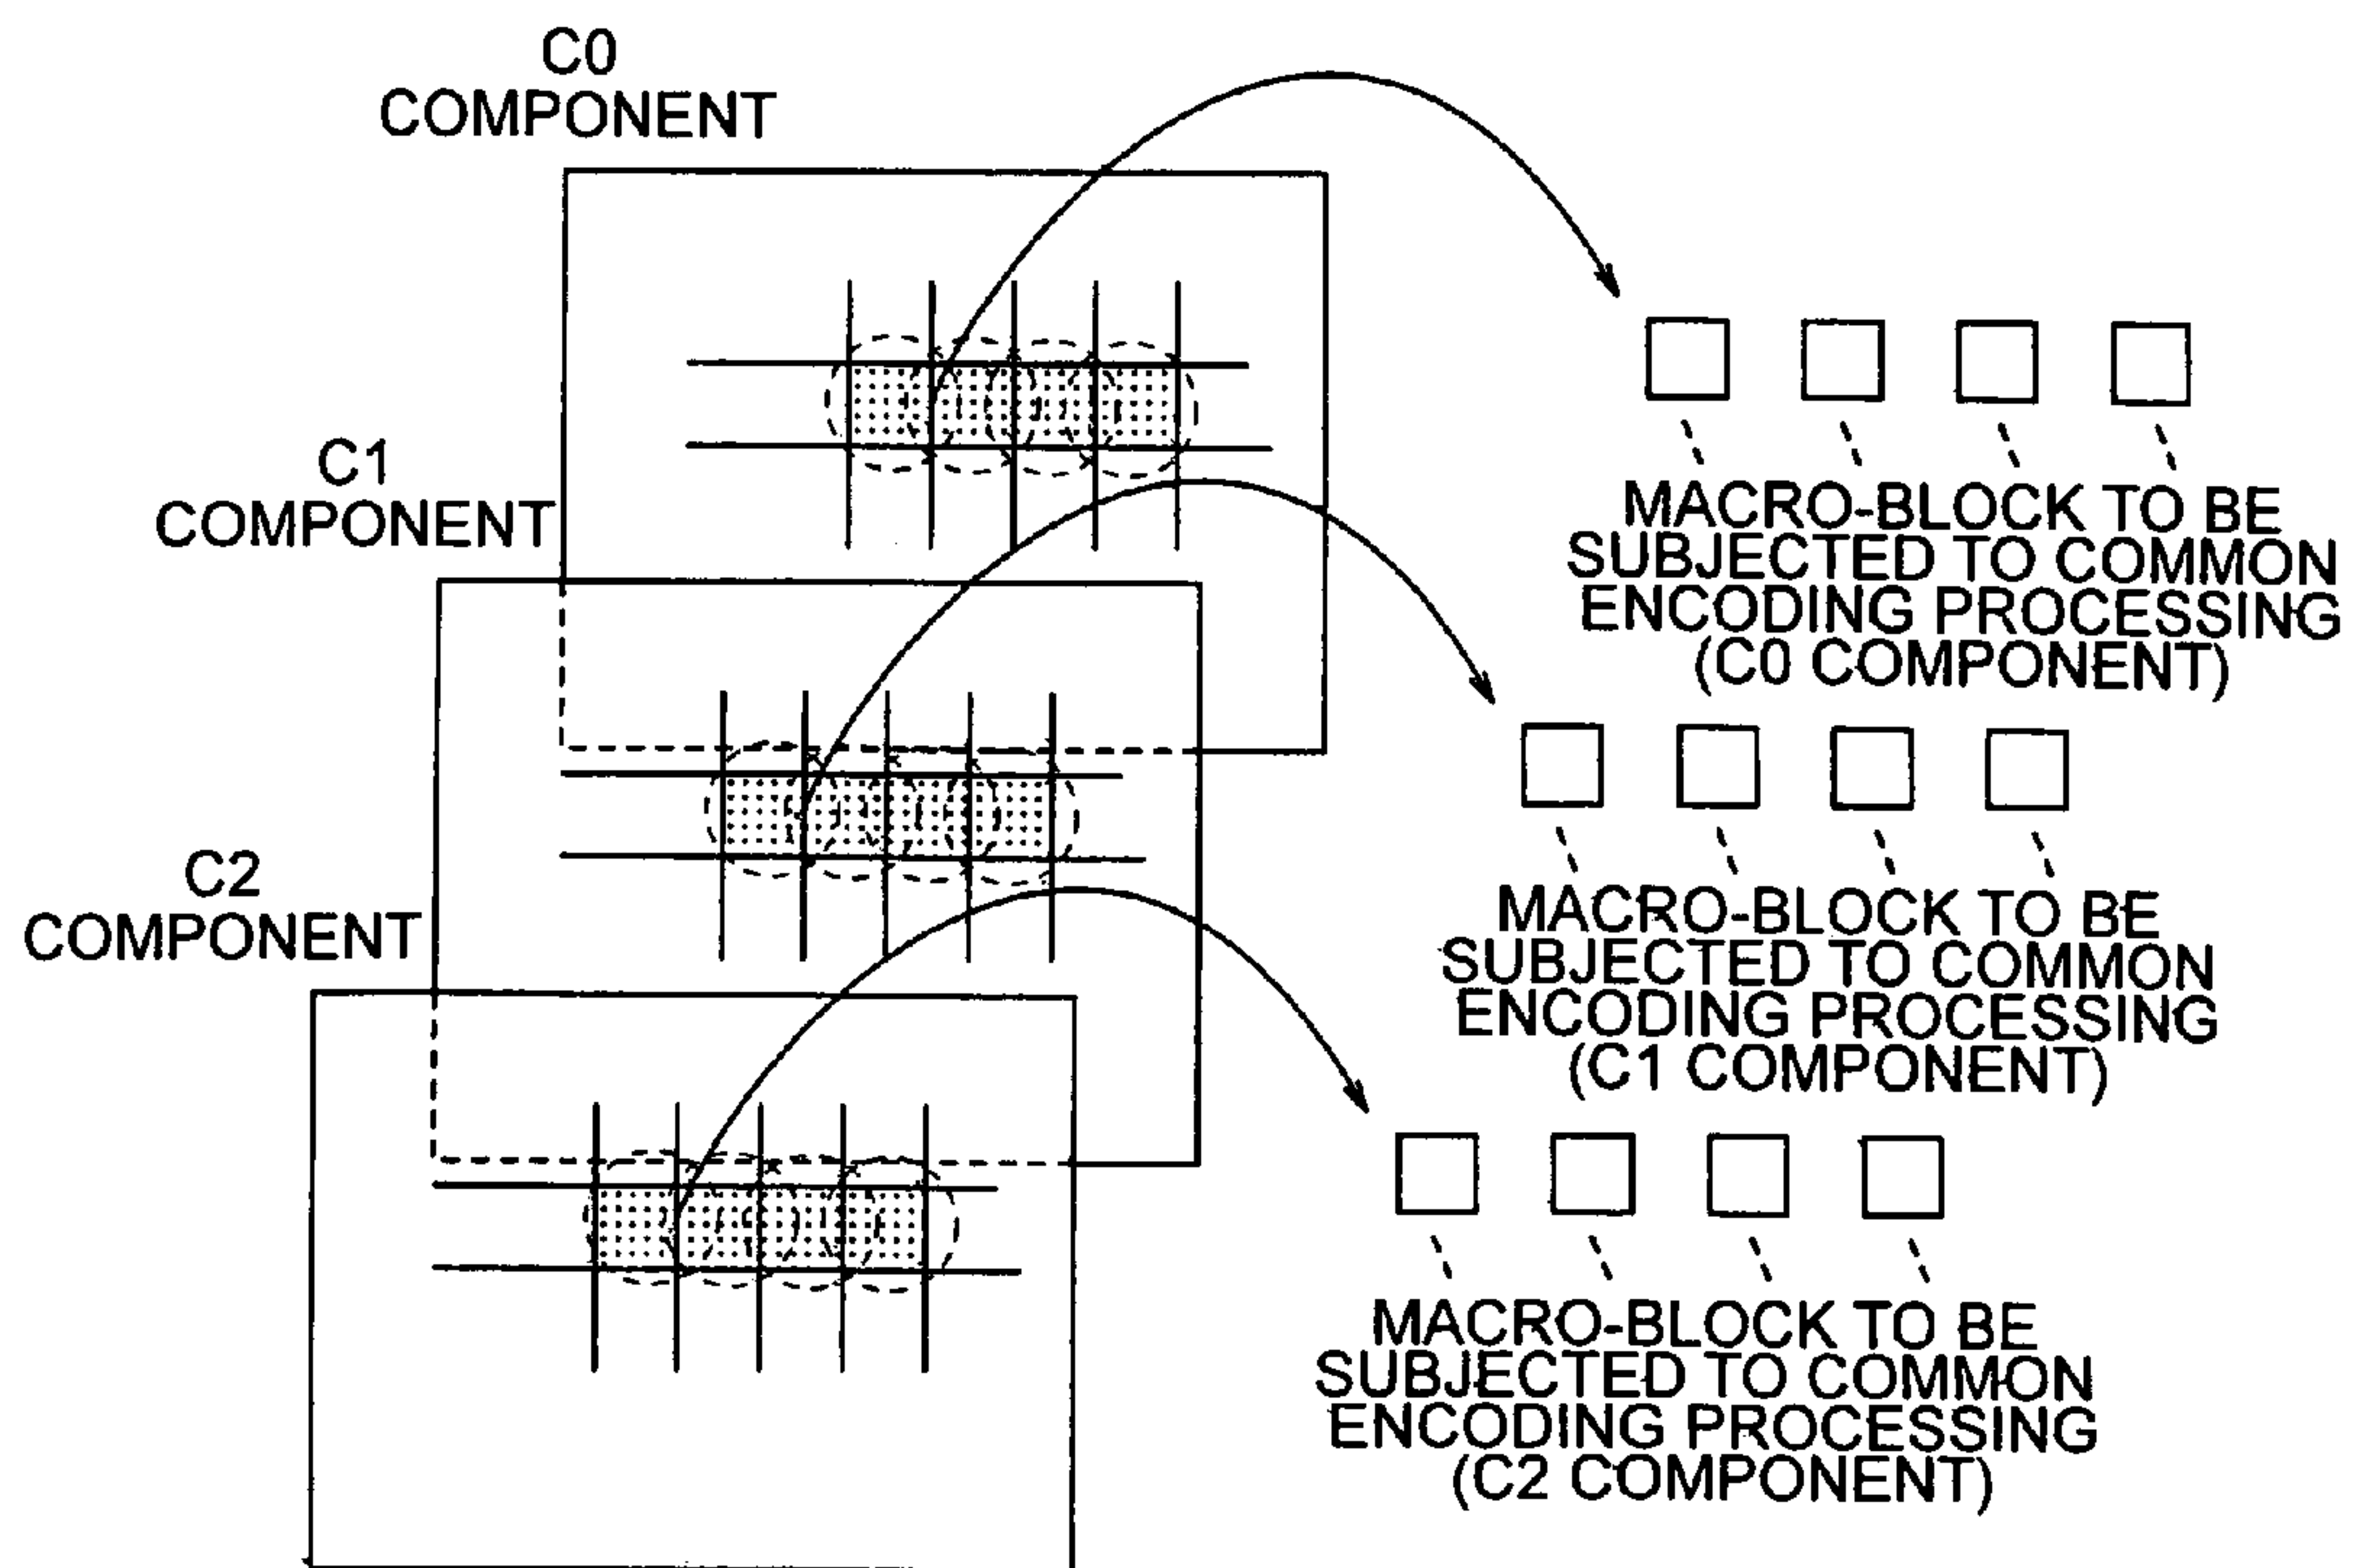 C0
COMPONENT
C1
COMPONENT
C2
COMPONENT
MACRO-BLOCK TO BE
SUBJECTED TO COMMON
ENCODING PROCESSING
(C0 COMPONENT)
MACRO-BLOCK TO BE
SUBJECTED TO COMMON
ENCODING PROCESSING
(C1 COMPONENT)
MACRO-BLOCK TO BE
SUBJECTED TO COMMON
ENCODING PROCESSING
(C2 COMPONENT)